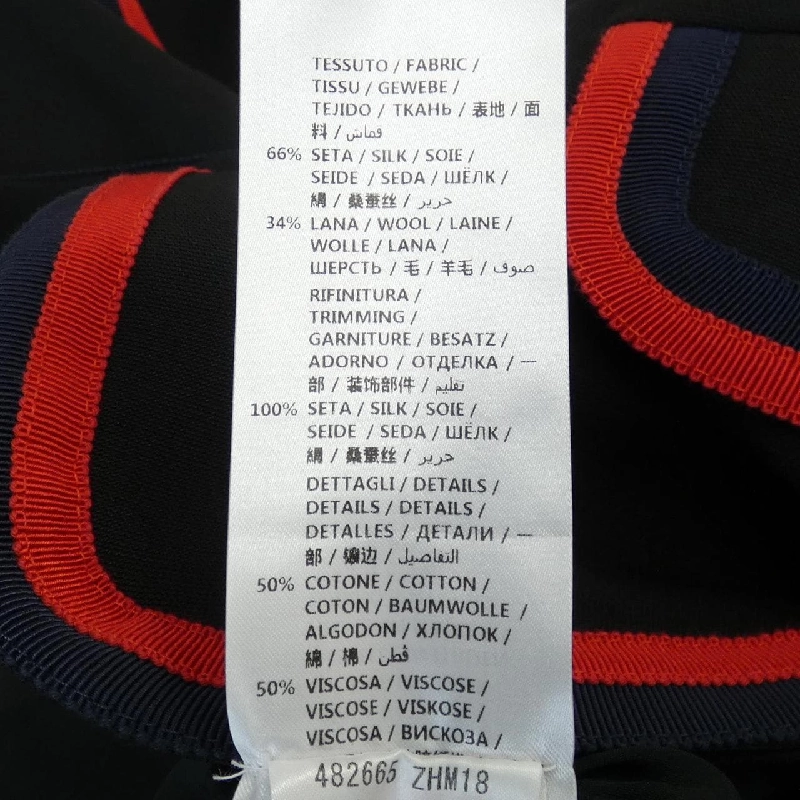 TESSUTO / FABRIC /
TISSU / GEWEBE /
TEJIDO / ТКАНЬ / 表地 / 面
料 / قماش
66% SETA / SILK / SOIE /
SEIDE / SEDA / ШЁЛК /
絹 / 桑蚕丝 / حرير
34% LANA / WOOL / LAINE /
WOLLE / LANA /
ШЕРСТЬ / 毛 / 羊毛 / صوف
RIFINITURA /
TRIMMING /
GARNITURE / BESATZ /
ADORNO / ОТДЕЛКА / 一
部 / 装饰部件 / تقليم
100% SETA / SILK / SOIE /
SEIDE / SEDA / ШЁЛК /
絹 / 桑蚕丝 / حرير
DETTAGLI / DETAILS /
DETAILS / DETAILS /
DETALLES / ДЕТАЛИ / 一
部 / 镶边 / التفاصيل
50% COTONE / COTTON /
COTON / BAUMWOLLE /
ALGODON / ХЛОПОК /
綿 / 棉 / قُطن
50% VISCOSA / VISCOSE /
VISCOSE / VISKOSE /
VISCOSA / ВИСКОЗА /
482665 ZHM18